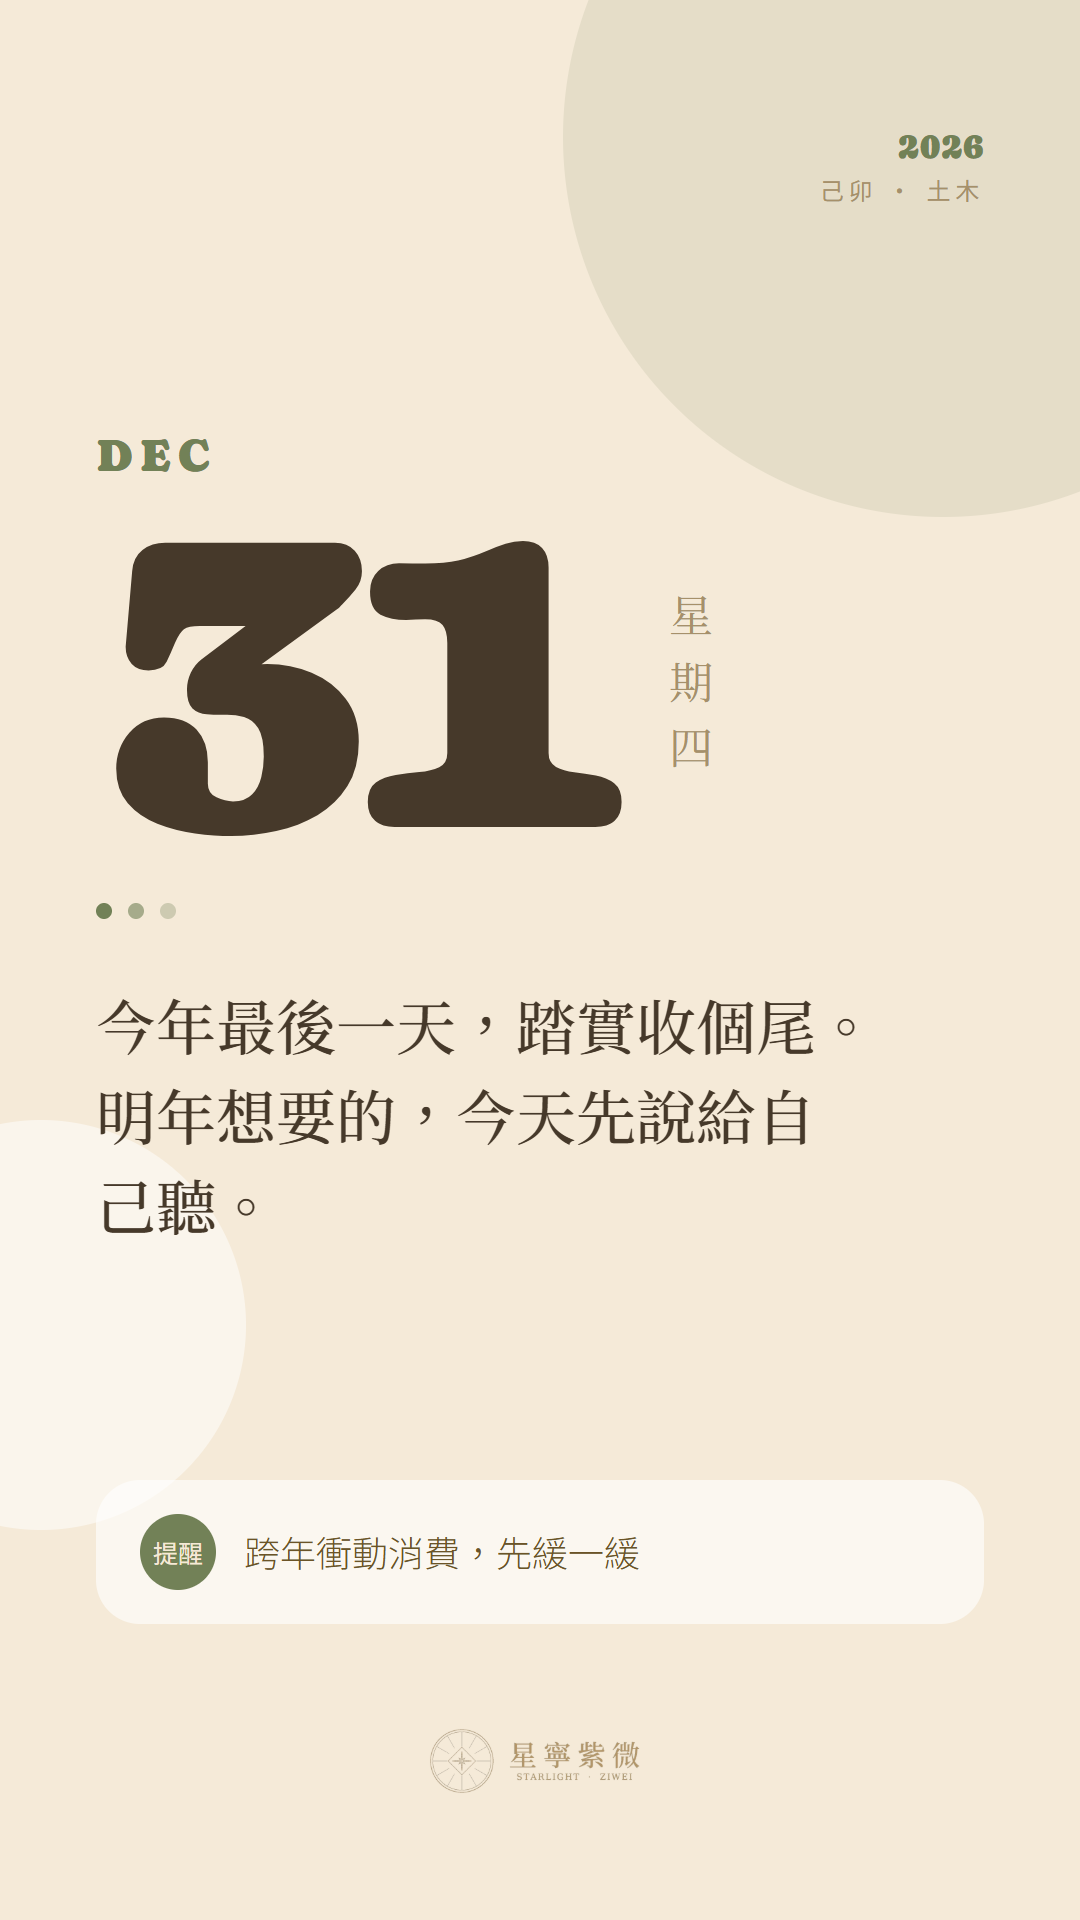 2026
己卯 · 土木
DEC
31
星期四
今年最後一天，踏實收個尾。
明年想要的，今天先說給自
己聽。
提醒
跨年衝動消費，先緩一緩
星寧紫微
STARLIGHT · ZIWEI